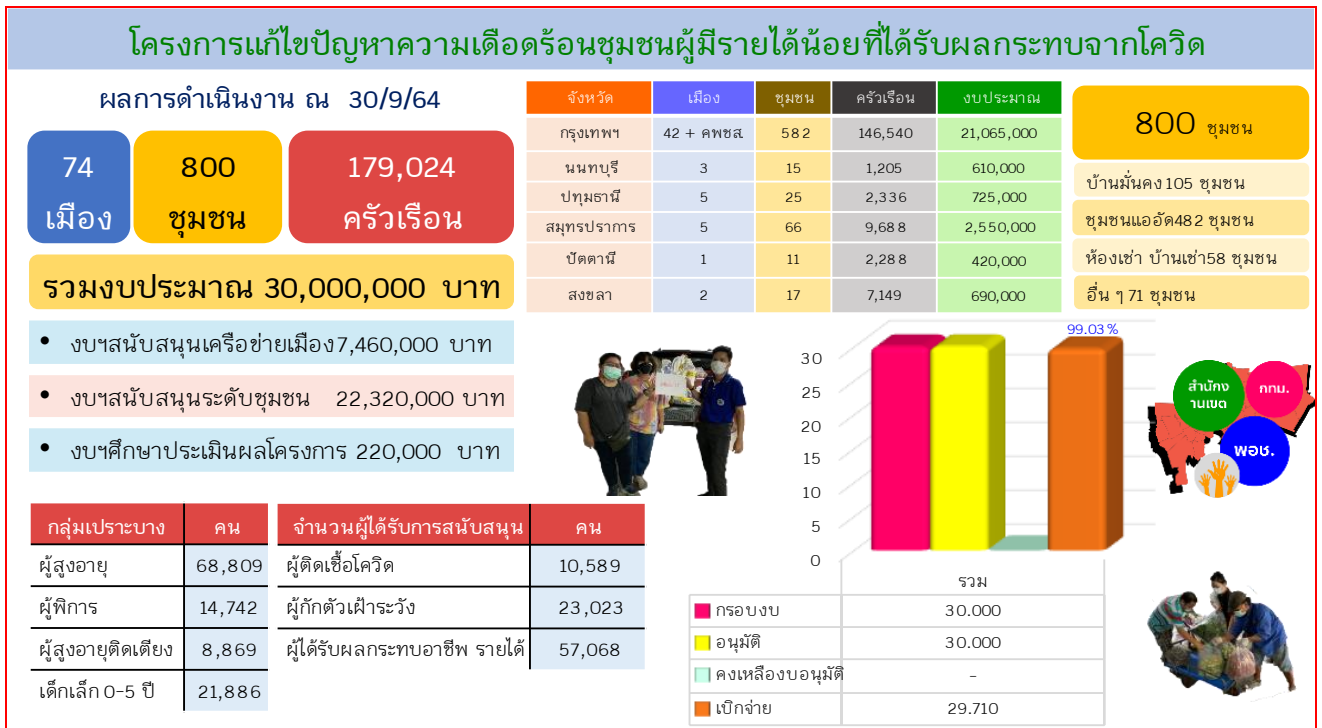 โครงการแก้ไขปัญหาความเดือดร้อนชุมชนผู้มีรายได้น้อยที่ได้รับผลกระทบจากโควิด
ผลการดำเนินงาน ณ 30/9/64
74
เมือง
800
ชุมชน
179,024
ครัวเรือน
รวมงบประมาณ 30,000,000 บาท
• งบฯสนับสนุนเครือข่ายเมือง 7,460,000 บาท
• งบฯสนับสนุนระดับชุมชน 22,320,000 บาท
• งบฯศึกษาประเมินผลโครงการ 220,000 บาท
จังหวัด เมือง ชุมชน ครัวเรือน งบประมาณ
กรุงเทพฯ 42 + คพชส. 582 146,540 21,065,000
นนทบุรี 3 15 1,205 610,000
ปทุมธานี 5 25 2,336 725,000
สมุทรปราการ 5 66 9,688 2,550,000
ปัตตานี 1 11 2,288 420,000
สงขลา 2 17 7,149 690,000
800 ชุมชน
บ้านมั่นคง 105 ชุมชน
ชุมชนแออัด482 ชุมชน
ห้องเช่า บ้านเช่า58 ชุมชน
อื่น ๆ 71 ชุมชน
กลุ่มเปราะบาง คน
ผู้สูงอายุ 68,809
ผู้พิการ 14,742
ผู้สูงอายุติดเตียง 8,869
เด็กเล็ก 0-5 ปี 21,886
จำนวนผู้ได้รับการสนับสนุน คน
ผู้ติดเชื้อโควิด 10,589
ผู้กักตัวเฝ้าระวัง 23,023
ผู้ได้รับผลกระทบอาชีพ รายได้ 57,068
99.03%
30
25
20
15
10
5
0
รวม
กรอบงบ 30.000
อนุมัติ 30.000
คงเหลืองบอนุมัติ -
เบิกจ่าย 29.710
สำนักง
านเขต
กทม.
พอช.